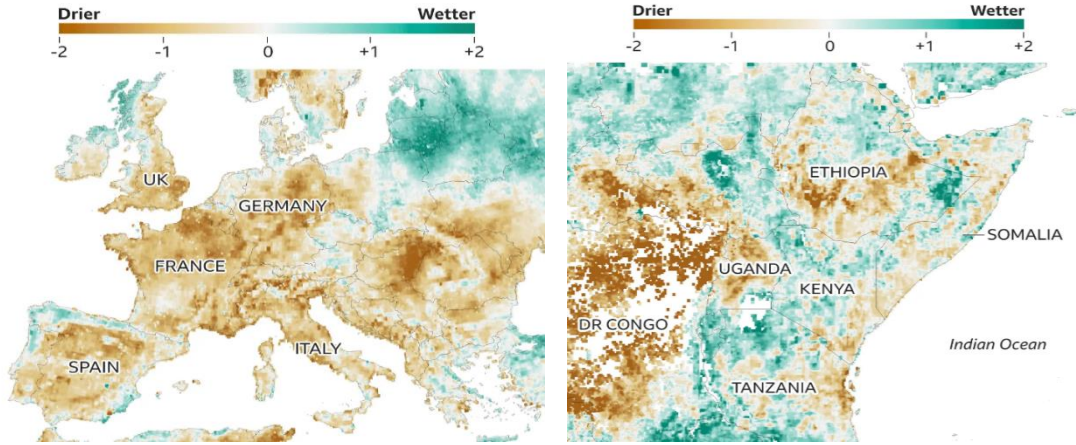 Drier Wetter
-2 -1 0 +1 +2
UK
GERMANY
FRANCE
ITALY
SPAIN
Drier Wetter
-2 -1 0 +1 +2
ETHIOPIA
SOMALIA
UGANDA
KENYA
DR CONGO
Indian Ocean
TANZANIA